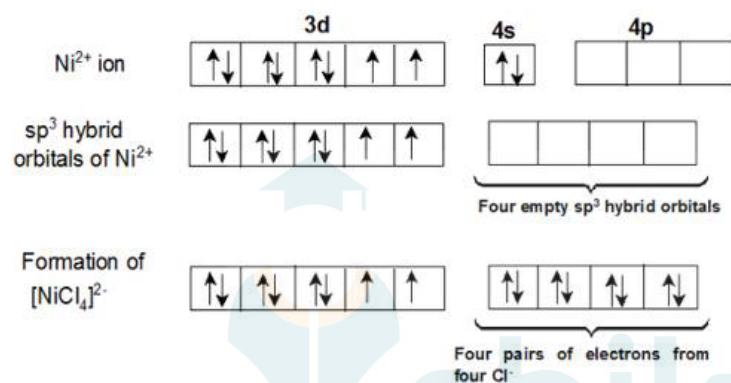 3d 4s 4p
Ni²⁺ ion
sp³ hybrid
orbitals of Ni²⁺
Four empty sp³ hybrid orbitals
Formation of
[NiCl₄]²⁻
Four pairs of electrons from
four Cl⁻